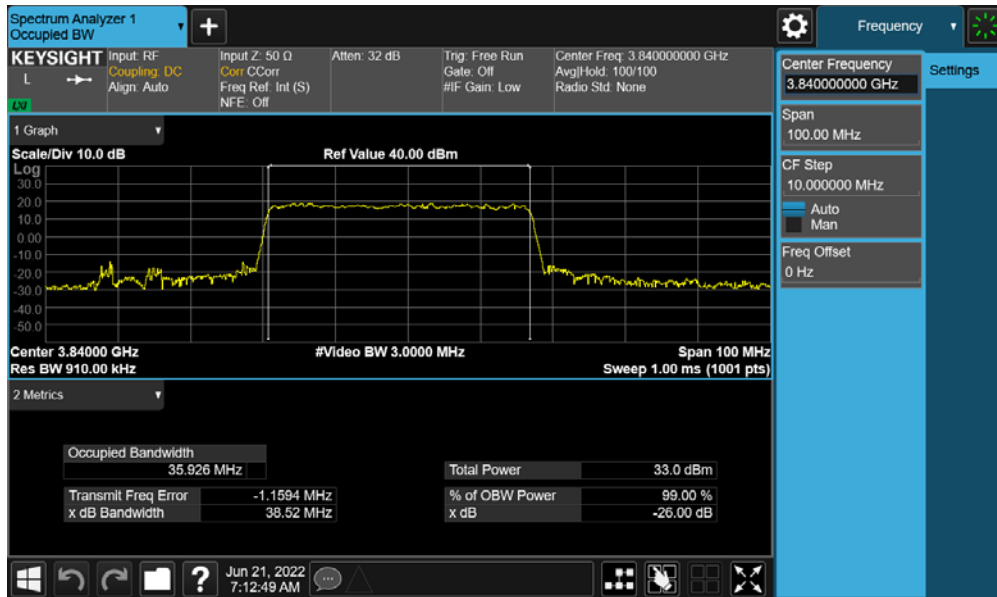 Spectrum Analyzer 1
Occupied BW
+
Frequency
KEYSIGHT
L
LXI
Input: RF
Coupling: DC
Align: Auto
Input Z: 50 Ω
Corr CCorr
Freq Ref: Int (S)
NFE: Off
Atten: 32 dB
Trig: Free Run
Gate: Off
#IF Gain: Low
Center Freq: 3.840000000 GHz
Avg|Hold: 100/100
Radio Std: None
Center Frequency
3.840000000 GHz
Settings
Span
100.00 MHz
CF Step
10.000000 MHz
Auto
Man
Freq Offset
0 Hz
1 Graph
Scale/Div 10.0 dB
Ref Value 40.00 dBm
Log
30.0
20.0
10.0
0.00
-10.0
-20.0
-30.0
-40.0
-50.0
Center 3.84000 GHz
#Video BW 3.0000 MHz
Span 100 MHz
Res BW 910.00 kHz
Sweep 1.00 ms (1001 pts)
2 Metrics
Occupied Bandwidth
35.926 MHz
Total Power 33.0 dBm
Transmit Freq Error -1.1594 MHz
% of OBW Power 99.00 %
x dB Bandwidth 38.52 MHz
x dB -26.00 dB
?
Jun 21, 2022
7:12:49 AM